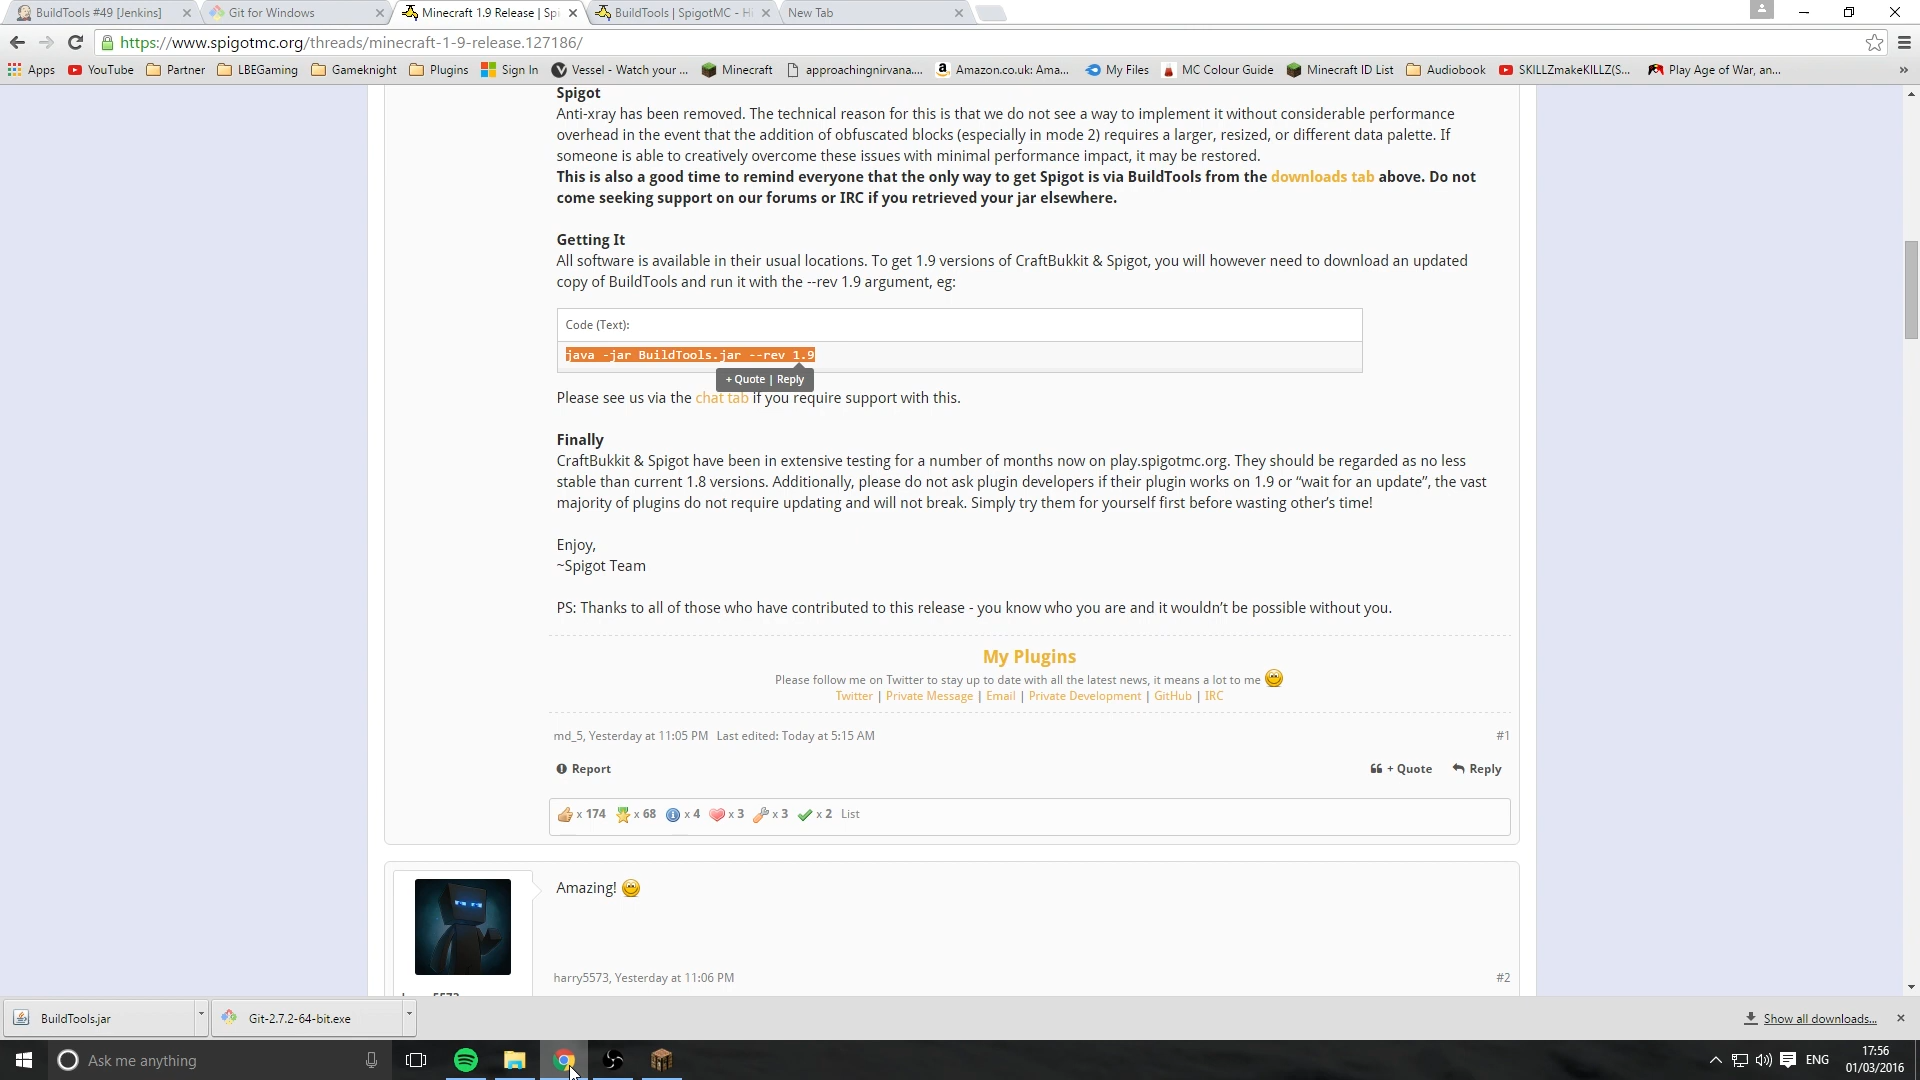 BuildTools #49 [Jenkins]
Git for Windows
Minecraft 1.9 Release | Spi
BuildTools | SpigotMC - Hi
New Tab
https://www.spigotmc.org/threads/minecraft-1-9-release.127186/
Apps
YouTube
Partner
LBEGaming
Gameknight
Plugins
Sign In
Vessel - Watch your ...
Minecraft
approachingnirvana....
Amazon.co.uk: Ama...
My Files
MC Colour Guide
Minecraft ID List
Audiobook
SKILLZmakeKILLZ(S...
Play Age of War, an...
»
Spigot
Anti-xray has been removed. The technical reason for this is that we do not see a way to implement it without considerable performance
overhead in the event that the addition of obfuscated blocks (especially in mode 2) requires a larger, resized, or different data palette. If
someone is able to creatively overcome these issues with minimal performance impact, it may be restored.
This is also a good time to remind everyone that the only way to get Spigot is via BuildTools from the downloads tab above. Do not
come seeking support on our forums or IRC if you retrieved your jar elsewhere.
Getting It
All software is available in their usual locations. To get 1.9 versions of CraftBukkit & Spigot, you will however need to download an updated
copy of BuildTools and run it with the --rev 1.9 argument, eg:
Code (Text):
java -jar BuildTools.jar --rev 1.9
+ Quote | Reply
Please see us via the chat tab if you require support with this.
Finally
CraftBukkit & Spigot have been in extensive testing for a number of months now on play.spigotmc.org. They should be regarded as no less
stable than current 1.8 versions. Additionally, please do not ask plugin developers if their plugin works on 1.9 or “wait for an update”, the vast
majority of plugins do not require updating and will not break. Simply try them for yourself first before wasting other’s time!
Enjoy,
~Spigot Team
PS: Thanks to all of those who have contributed to this release - you know who you are and it wouldn’t be possible without you.
My Plugins
Please follow me on Twitter to stay up to date with all the latest news, it means a lot to me
Twitter | Private Message | Email | Private Development | GitHub | IRC
md_5, Yesterday at 11:05 PM Last edited: Today at 5:15 AM
#1
Report
+ Quote
Reply
x 174
x 68
x 4
x 3
x 3
x 2
List
Amazing!
harry5573, Yesterday at 11:06 PM
#2
BuildTools.jar
Git-2.7.2-64-bit.exe
Show all downloads...
Ask me anything
ENG
17:56
01/03/2016